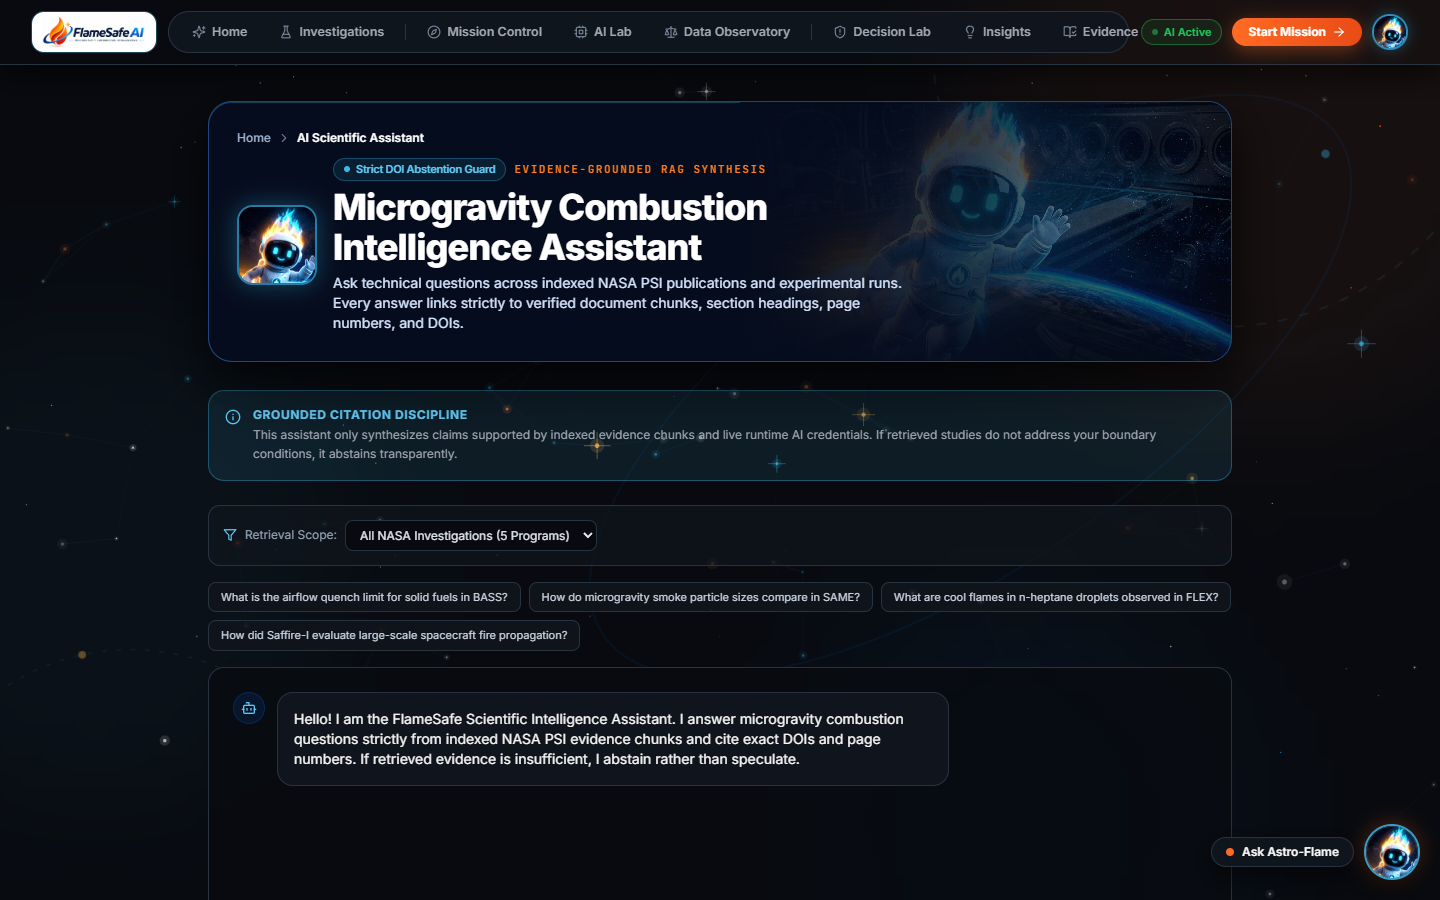 FlameSafe AI
Home
Investigations
Mission Control
AI Lab
Data Observatory
Decision Lab
Insights
Evidence
AI Active
Start Mission →
Home > AI Scientific Assistant
Strict DOI Abstention Guard
EVIDENCE-GROUNDED RAG SYNTHESIS
Microgravity Combustion
Intelligence Assistant
Ask technical questions across indexed NASA PSI publications and experimental runs.
Every answer links strictly to verified document chunks, section headings, page
numbers, and DOIs.
GROUNDED CITATION DISCIPLINE
This assistant only synthesizes claims supported by indexed evidence chunks and live runtime AI credentials. If retrieved studies do not address your boundary
conditions, it abstains transparently.
Retrieval Scope:
All NASA Investigations (5 Programs)
What is the airflow quench limit for solid fuels in BASS?
How do microgravity smoke particle sizes compare in SAME?
What are cool flames in n-heptane droplets observed in FLEX?
How did Saffire-I evaluate large-scale spacecraft fire propagation?
Hello! I am the FlameSafe Scientific Intelligence Assistant. I answer microgravity combustion
questions strictly from indexed NASA PSI evidence chunks and cite exact DOIs and page
numbers. If retrieved evidence is insufficient, I abstain rather than speculate.
Ask Astro-Flame